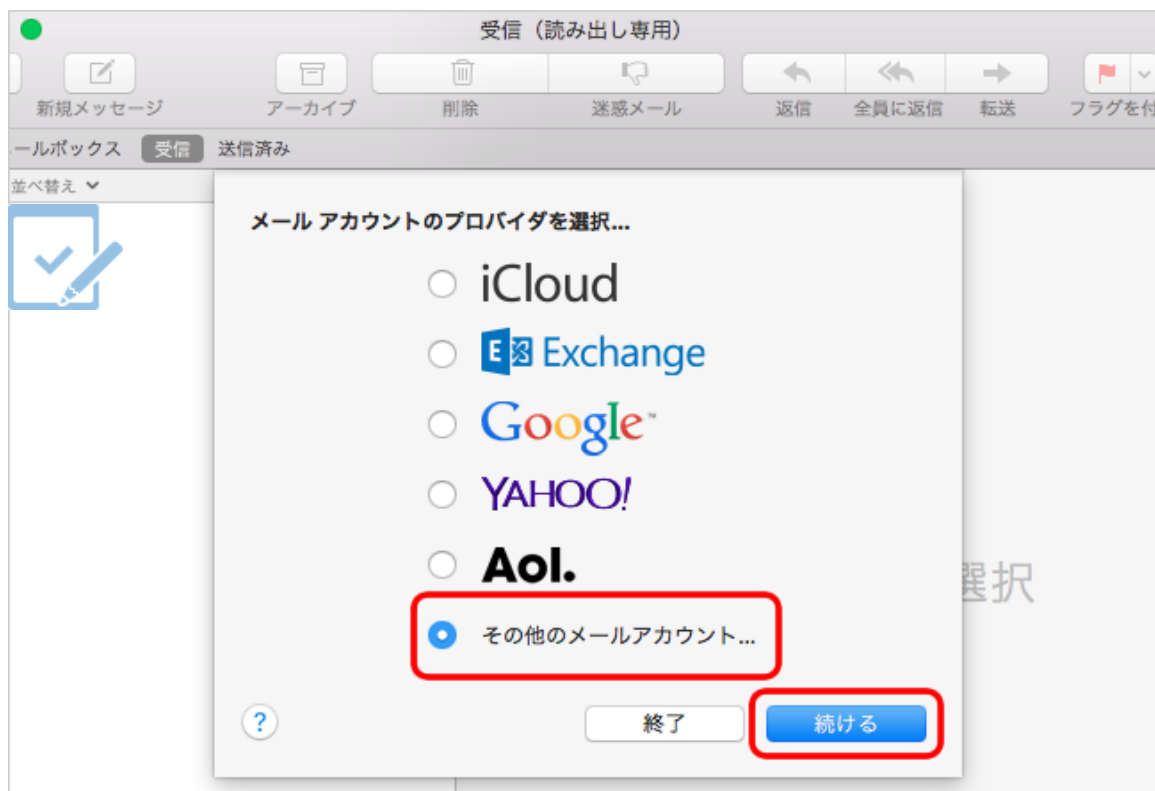 受信（読み出し専用）
新規メッセージ アーカイブ 削除 迷惑メール 返信 全員に返信 転送 フラグを付
ールボックス 受信 送信済み
並べ替え
メール アカウントのプロバイダを選択...
iCloud
E Exchange
Google™
YAHOO!
Aol.
選択
その他のメールアカウント...
? 終了 続ける